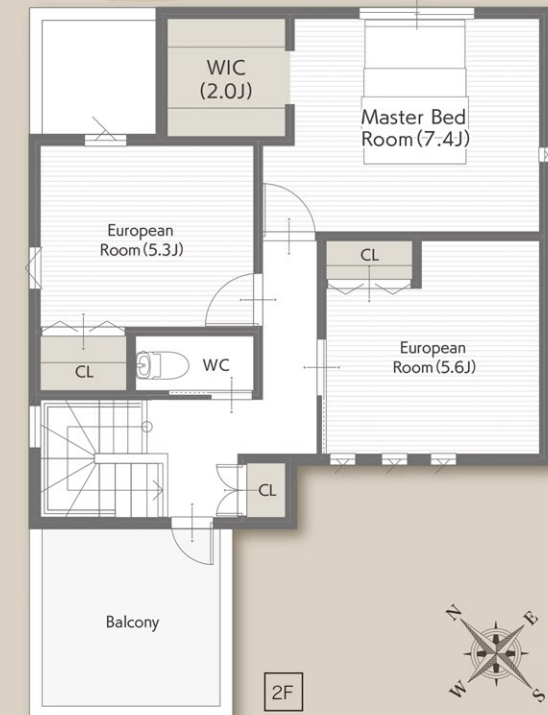 WIC
(2.0J)
Master Bed
Room (7.4J)
European
Room (5.3J)
CL
European
Room (5.6J)
CL
WC
CL
Balcony
2F
N
E
W
S